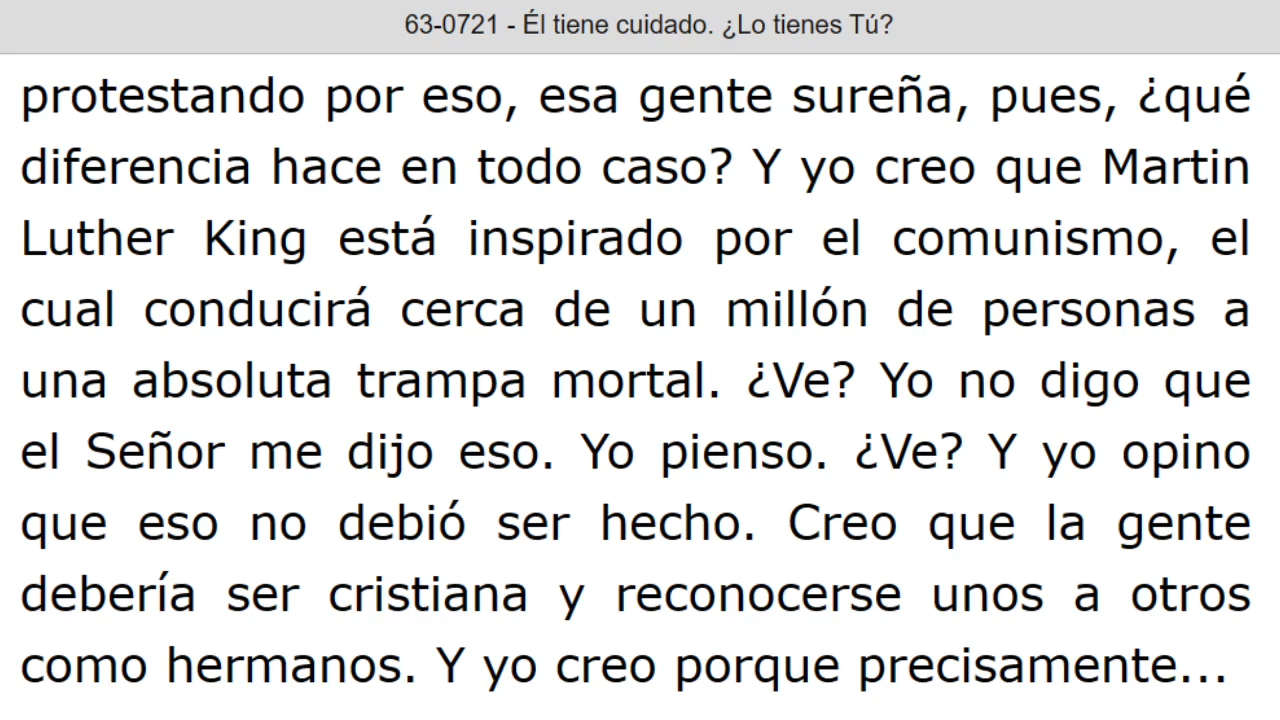 63-0721 - Él tiene cuidado. ¿Lo tienes Tú?
protestando por eso, esa gente sureña, pues, ¿qué
diferencia hace en todo caso? Y yo creo que Martin
Luther King está inspirado por el comunismo, el
cual conducirá cerca de un millón de personas a
una absoluta trampa mortal. ¿Ve? Yo no digo que
el Señor me dijo eso. Yo pienso. ¿Ve? Y yo opino
que eso no debió ser hecho. Creo que la gente
debería ser cristiana y reconocerse unos a otros
como hermanos. Y yo creo porque precisamente...